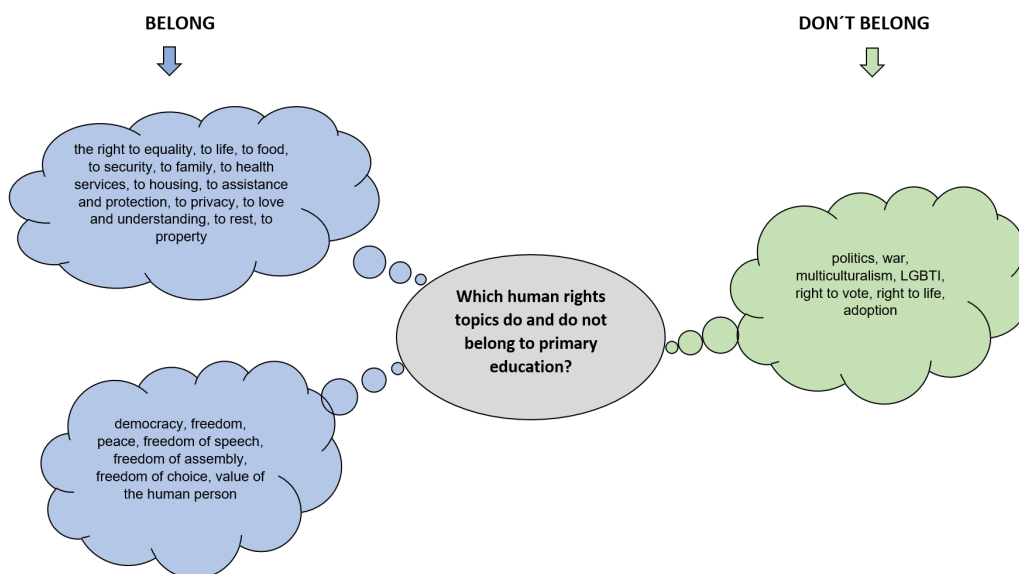 BELONG
DON´T BELONG
the right to equality, to life, to food,
to security, to family, to health
services, to housing, to assistance
and protection, to privacy, to love
and understanding, to rest, to
property
politics, war,
multiculturalism, LGBTI,
right to vote, right to life,
adoption
Which human rights
topics do and do not
belong to primary
education?
democracy, freedom,
peace, freedom of speech,
freedom of assembly,
freedom of choice, value of
the human person